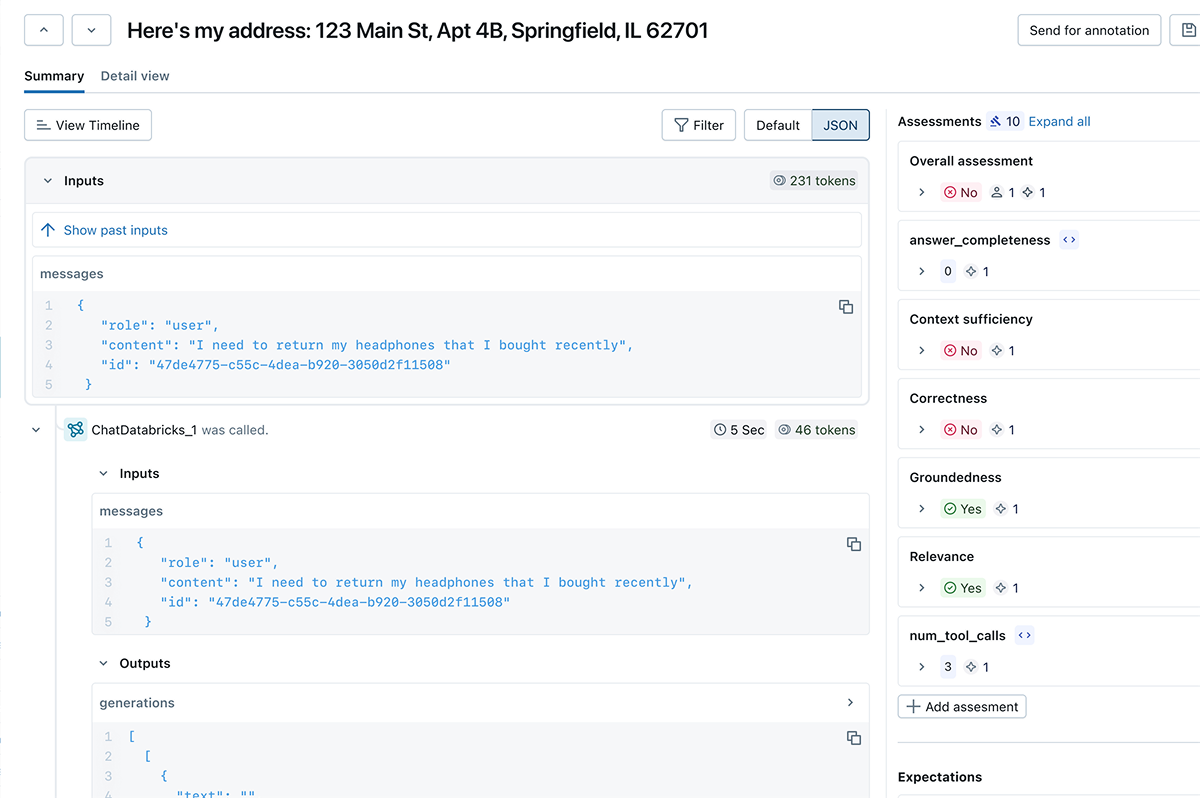 Here's my address: 123 Main St, Apt 4B, Springfield, IL 62701
Send for annotation
Summary
Detail view
View Timeline
Filter
Default
JSON
Inputs
231 tokens
Show past inputs
messages
1 {
2 "role": "user",
3 "content": "I need to return my headphones that I bought recently",
4 "id": "47de4775-c55c-4dea-b920-3050d2f11508"
5 }
ChatDatabricks_1 was called.
5 Sec
46 tokens
Inputs
messages
1 {
2 "role": "user",
3 "content": "I need to return my headphones that I bought recently",
4 "id": "47de4775-c55c-4dea-b920-3050d2f11508"
5 }
Outputs
generations
1 [
2 [
3 {
4 "text": ""
Assessments 10 Expand all
Overall assessment
No 1 1
answer_completeness <>
0 1
Context sufficiency
No 1
Correctness
No 1
Groundedness
Yes 1
Relevance
Yes 1
num_tool_calls <>
3 1
Add assesment
Expectations